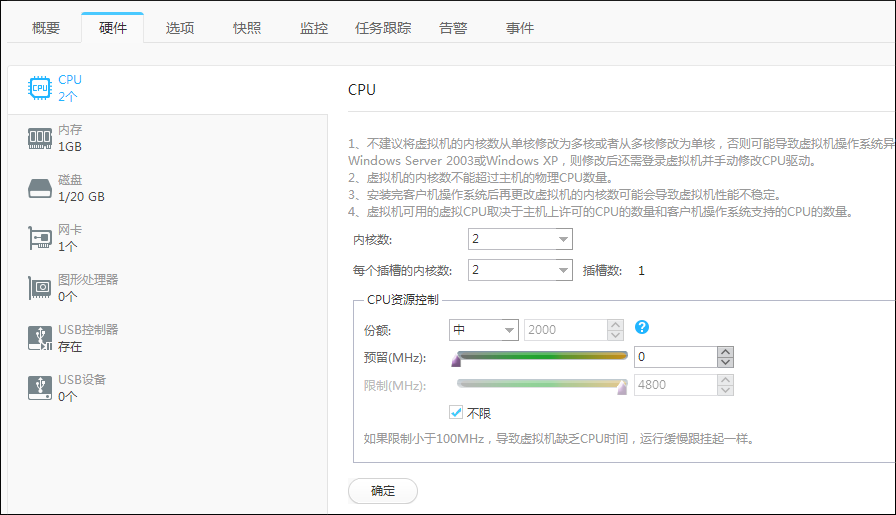 概要 硬件 选项 快照 监控 任务跟踪 告警 事件
CPU
2个
内存
1GB
磁盘
1/20 GB
网卡
1个
图形处理器
0个
USB控制器
存在
USB设备
0个
CPU
1、不建议将虚拟机的内核数从单核修改为多核或者从多核修改为单核，否则可能导致虚拟机操作系统异
Windows Server 2003或Windows XP，则修改后还需登录虚拟机并手动修改CPU驱动。
2、虚拟机的内核数不能超过主机的物理CPU数量。
3、安装完客户机操作系统后再更改虚拟机的内核数可能会导致虚拟机性能不稳定。
4、虚拟机可用的虚拟CPU取决于主机上许可的CPU的数量和客户机操作系统支持的CPU的数量。
内核数: 2
每个插槽的内核数: 2 插槽数: 1
CPU资源控制
份额: 中 2000 ?
预留(MHz): 0
限制(MHz): 4800
不限
如果限制小于100MHz，导致虚拟机缺乏CPU时间，运行缓慢跟挂起一样。
确定